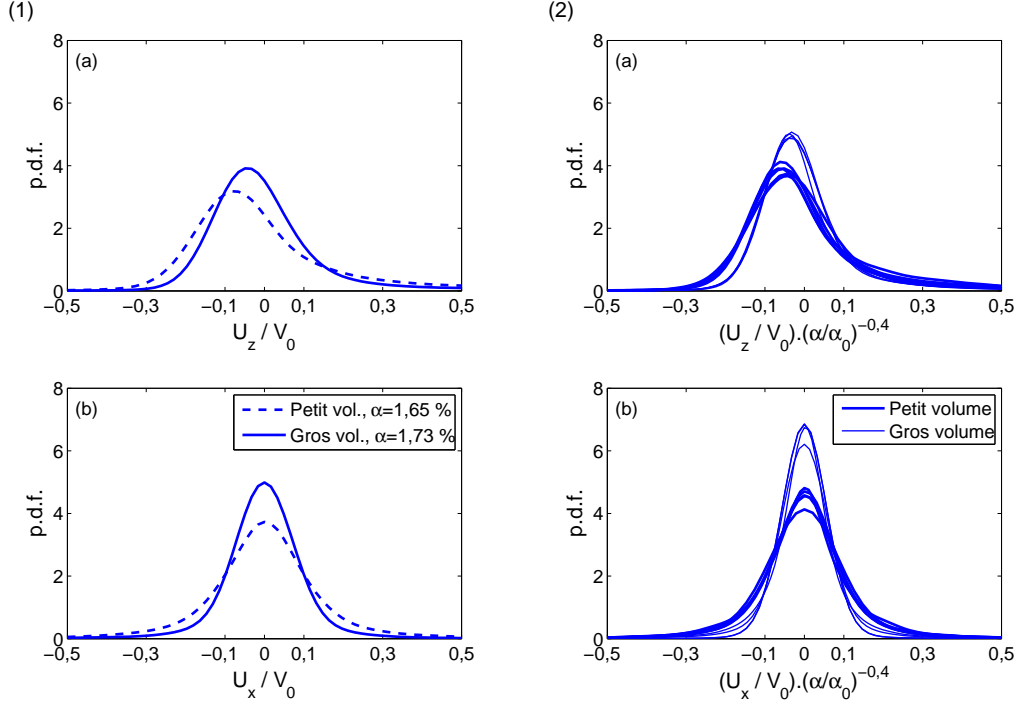 (1)
(2)
(a)
8
6
4
2
0
p.d.f.
−0,5 −0,3 −0,1 0 0,1 0,3 0,5
U_z / V_0
(a)
8
6
4
2
0
p.d.f.
−0,5 −0,3 −0,1 0 0,1 0,3 0,5
(U_z / V_0).(α/α_0)^−0,4
(b)
Petit vol., α=1,65 %
Gros vol., α=1,73 %
8
6
4
2
0
p.d.f.
−0,5 −0,3 −0,1 0 0,1 0,3 0,5
U_x / V_0
(b)
Petit volume
Gros volume
8
6
4
2
0
p.d.f.
−0,5 −0,3 −0,1 0 0,1 0,3 0,5
(U_x / V_0).(α/α_0)^−0,4